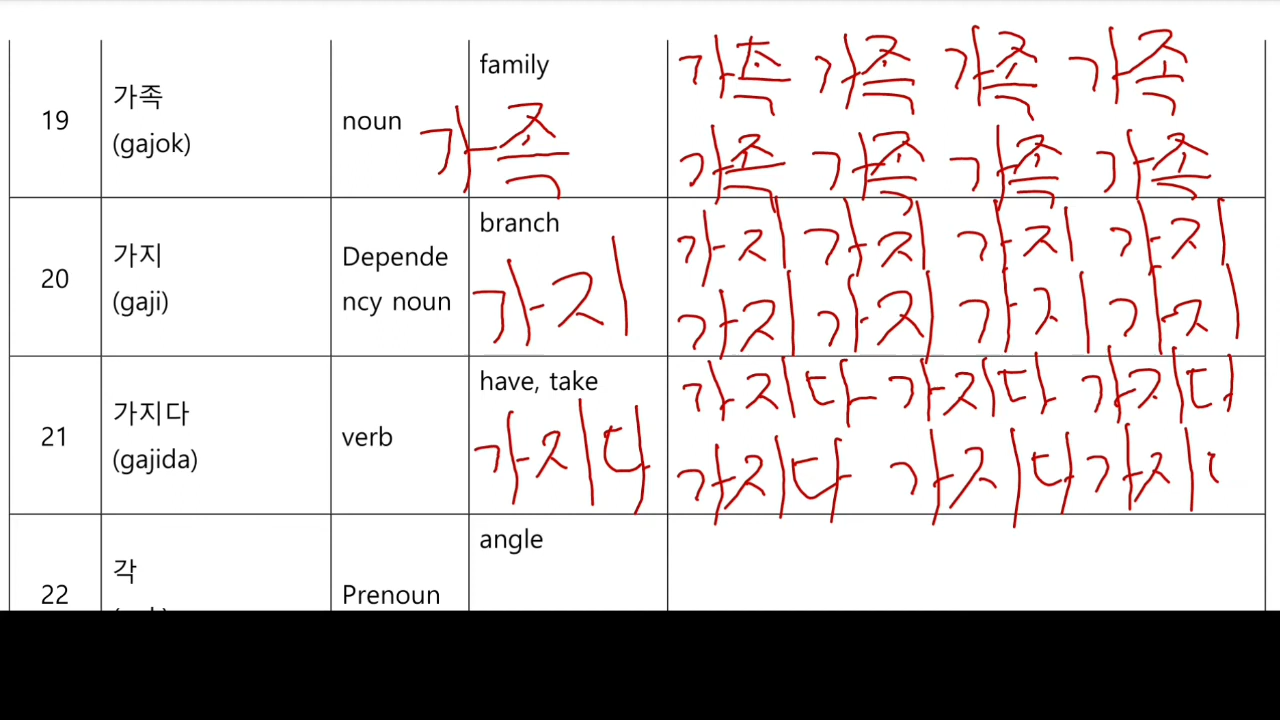 19 가족 (gajok) noun family 가족
가족 가족 가족 가족
가족 가족 가족 가족
20 가지 (gaji) Dependency noun branch 가지
가지 가지 가지 가지
가지 가지 가지 가지
21 가지다 (gajida) verb have, take 가지다
가지다 가지다 가지다
가지다 가지다 가지
22 각 Prenoun angle